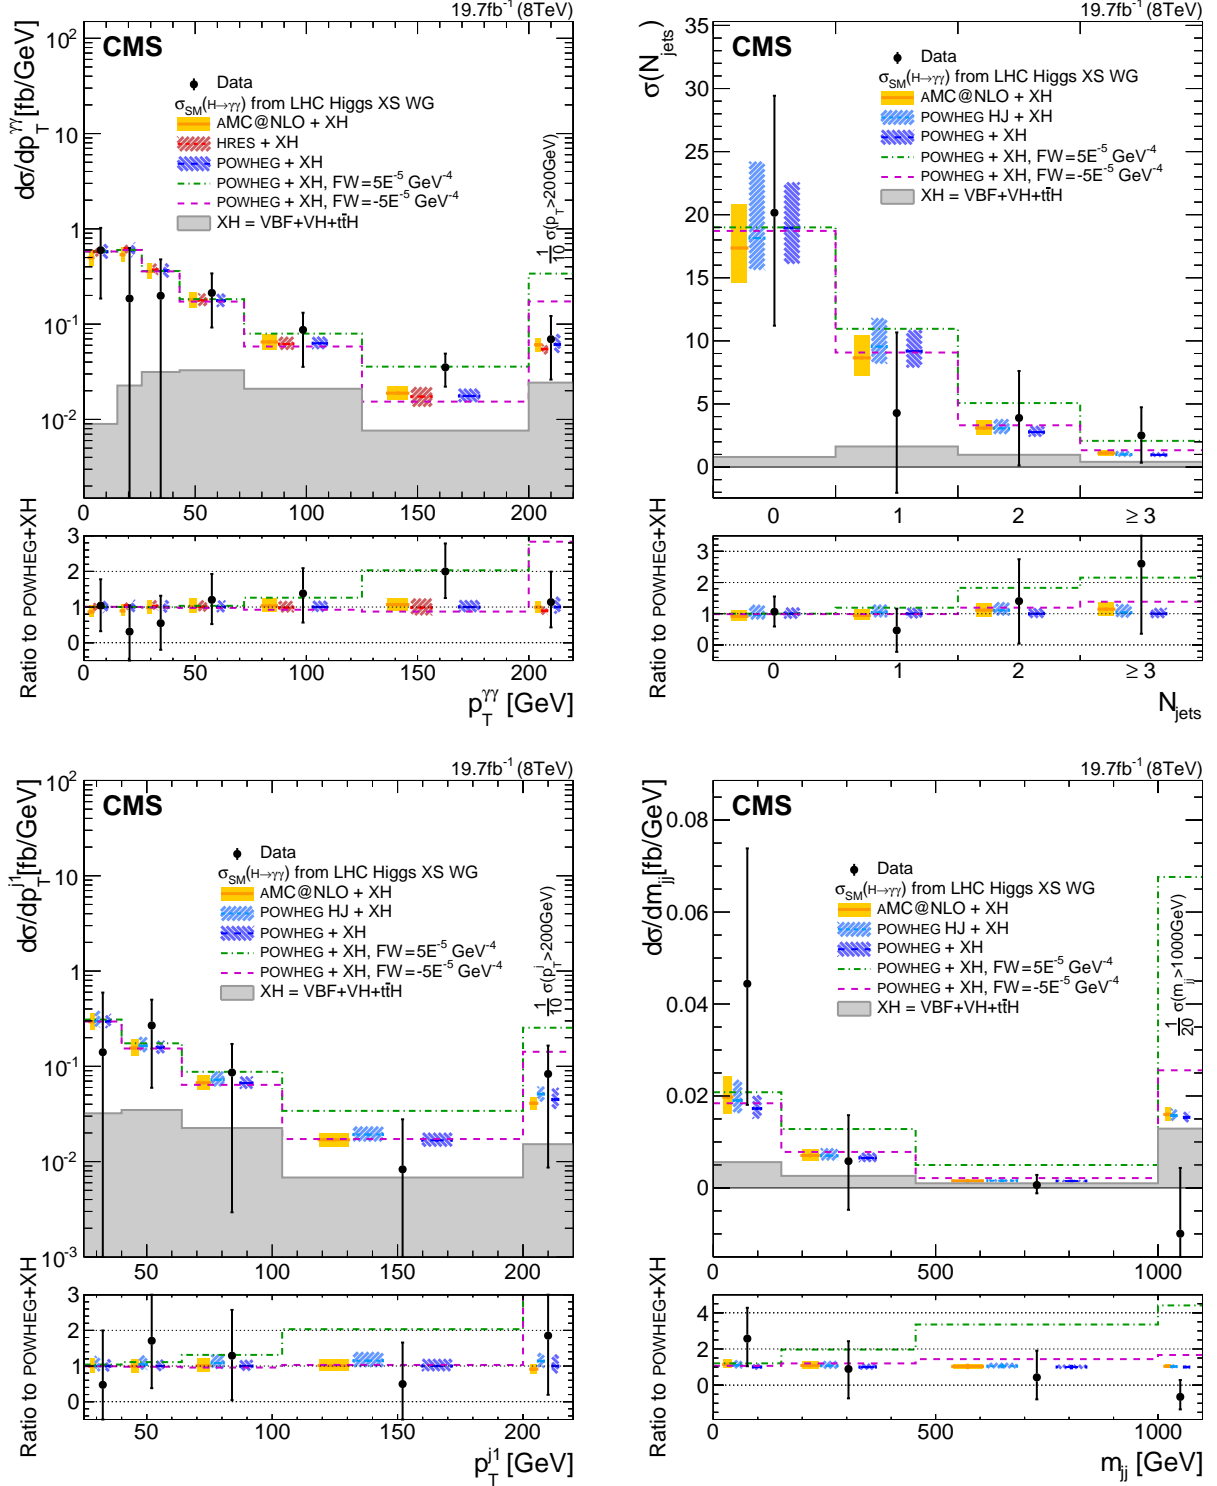 19.7fb⁻¹ (8TeV)
CMS
dσ/dp_T^γγ [fb/GeV]
Data
σ_SM(H→γγ) from LHC Higgs XS WG
AMC@NLO + XH
HRES + XH
POWHEG + XH
POWHEG + XH, FW=5E⁻⁵ GeV⁻⁴
POWHEG + XH, FW=-5E⁻⁵ GeV⁻⁴
XH = VBF+VH+tt̄H
1/10 σ(p_T>200GeV)
10²
10
1
10⁻¹
10⁻²
Ratio to POWHEG+XH
3
2
1
0
0 50 100 150 200
p_T^γγ [GeV]
19.7fb⁻¹ (8TeV)
CMS
σ(N_jets)
Data
σ_SM(H→γγ) from LHC Higgs XS WG
AMC@NLO + XH
POWHEG HJ + XH
POWHEG + XH
POWHEG + XH, FW=5E⁻⁵ GeV⁻⁴
POWHEG + XH, FW=-5E⁻⁵ GeV⁻⁴
XH = VBF+VH+tt̄H
35
30
25
20
15
10
5
0
0 1 2 ≥ 3
Ratio to POWHEG+XH
3
2
1
0
0 1 2 ≥ 3
N_jets
19.7fb⁻¹ (8TeV)
CMS
dσ/dp_T^j1 [fb/GeV]
Data
σ_SM(H→γγ) from LHC Higgs XS WG
AMC@NLO + XH
POWHEG HJ + XH
POWHEG + XH
POWHEG + XH, FW=5E⁻⁵ GeV⁻⁴
POWHEG + XH, FW=-5E⁻⁵ GeV⁻⁴
XH = VBF+VH+tt̄H
1/10 σ(p_T^j>200GeV)
10²
10
1
10⁻¹
10⁻²
10⁻³
Ratio to POWHEG+XH
3
2
1
0
50 100 150 200
p_T^j1 [GeV]
19.7fb⁻¹ (8TeV)
CMS
dσ/dm_jj [fb/GeV]
Data
σ_SM(H→γγ) from LHC Higgs XS WG
AMC@NLO + XH
POWHEG HJ + XH
POWHEG + XH
POWHEG + XH, FW=5E⁻⁵ GeV⁻⁴
POWHEG + XH, FW=-5E⁻⁵ GeV⁻⁴
XH = VBF+VH+tt̄H
1/20 σ(m_jj>1000GeV)
0.08
0.06
0.04
0.02
0
0 500 1000
Ratio to POWHEG+XH
4
2
0
0 500 1000
m_jj [GeV]